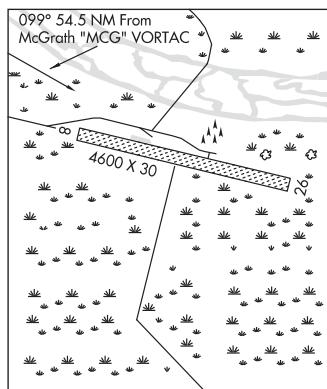 099° 54.5 NM From
McGrath "MCG" VORTAC
8
4600 X 30
26